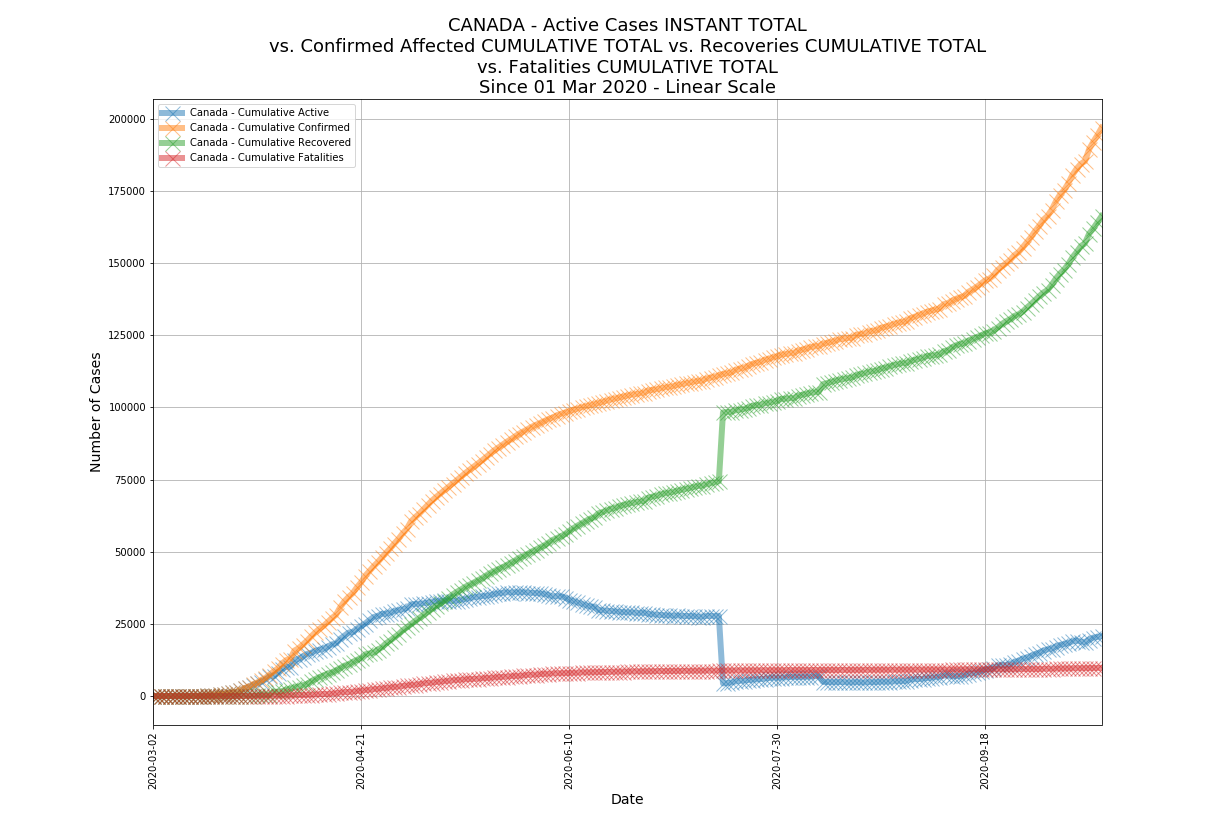 CANADA - Active Cases INSTANT TOTAL
vs. Confirmed Affected CUMULATIVE TOTAL vs. Recoveries CUMULATIVE TOTAL
vs. Fatalities CUMULATIVE TOTAL
Since 01 Mar 2020 - Linear Scale
Canada - Cumulative Active
Canada - Cumulative Confirmed
Canada - Cumulative Recovered
Canada - Cumulative Fatalities
200000
175000
150000
125000
100000
75000
50000
25000
0
Number of Cases
2020-03-02
2020-04-21
2020-06-10
2020-07-30
2020-09-18
Date